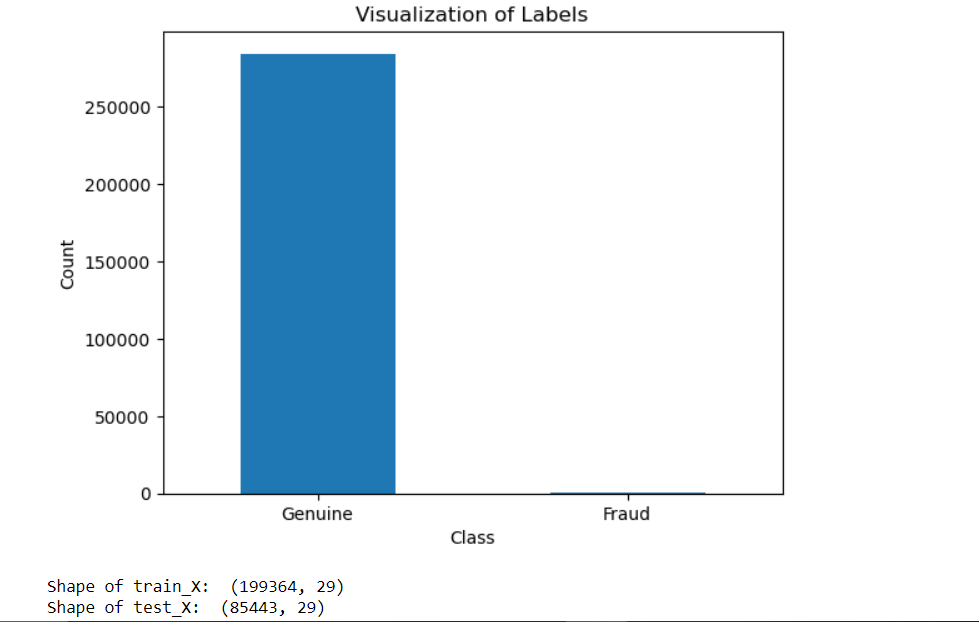 Visualization of Labels
250000
200000
150000
100000
50000
0
Count
Genuine Fraud
Class
Shape of train_X:  (199364, 29)
Shape of test_X:  (85443, 29)